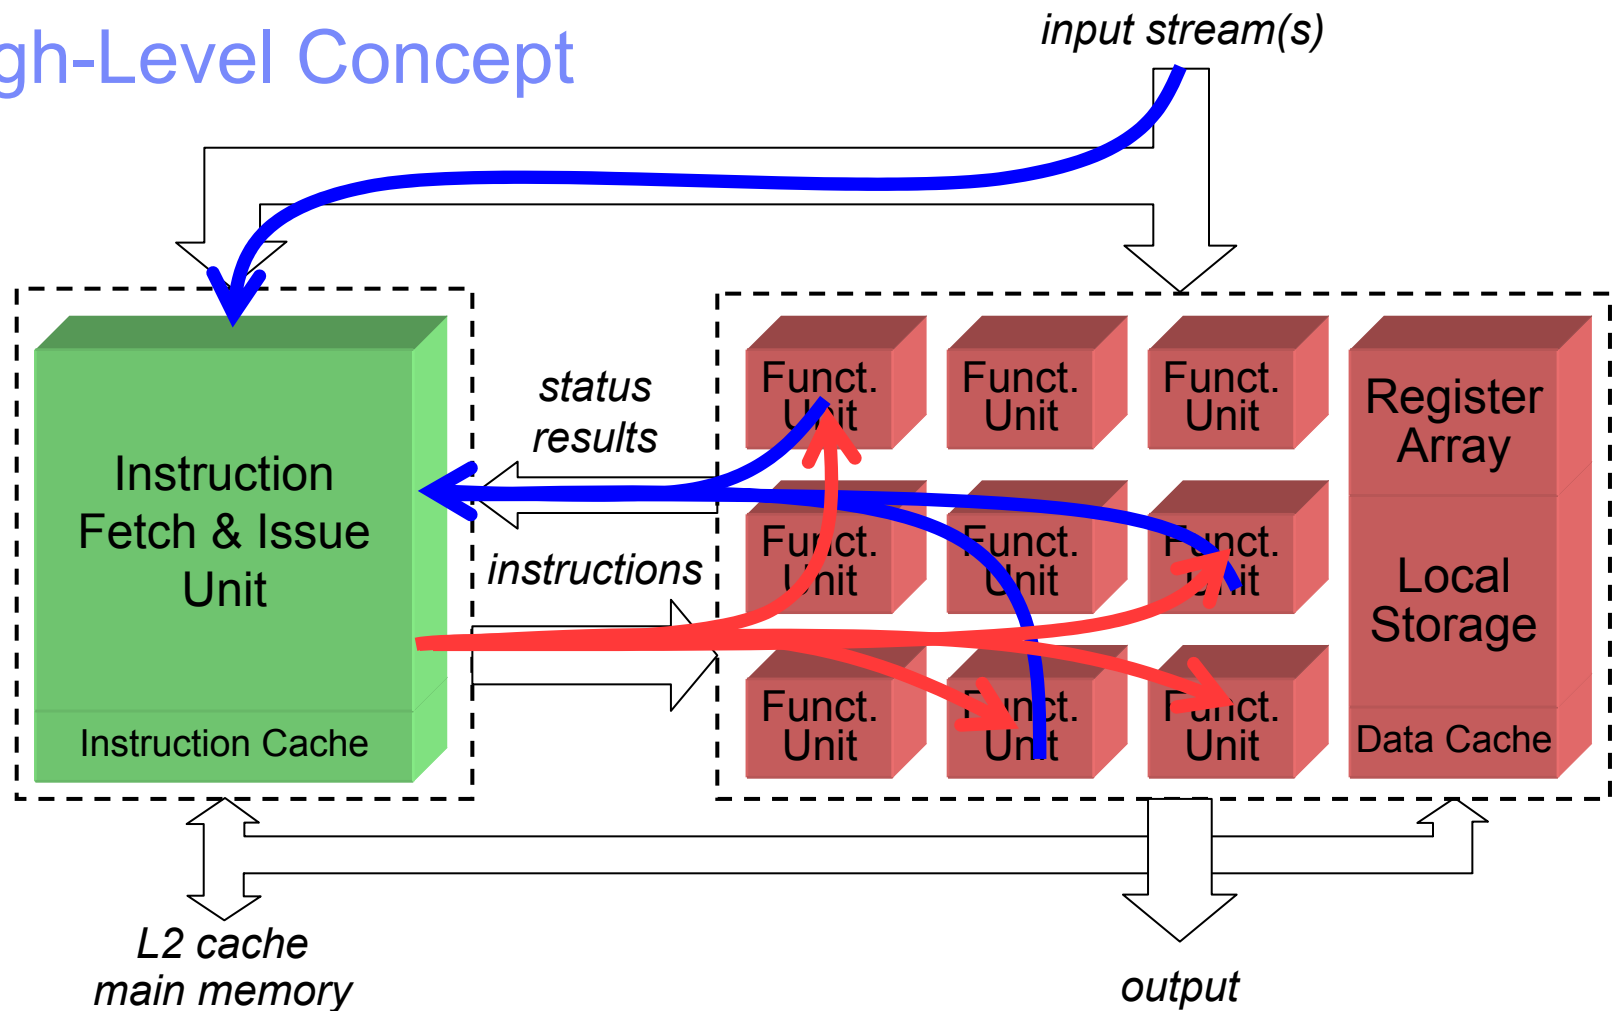 gh-Level Concept
input stream(s)
Instruction
Fetch & Issue
Unit
Instruction Cache
status
results
instructions
Funct.
Unit
Funct.
Unit
Funct.
Unit
Funct.
Unit
Funct.
Unit
Funct.
Unit
Funct.
Unit
Funct.
Unit
Funct.
Unit
Register
Array
Local
Storage
Data Cache
L2 cache
main memory
output